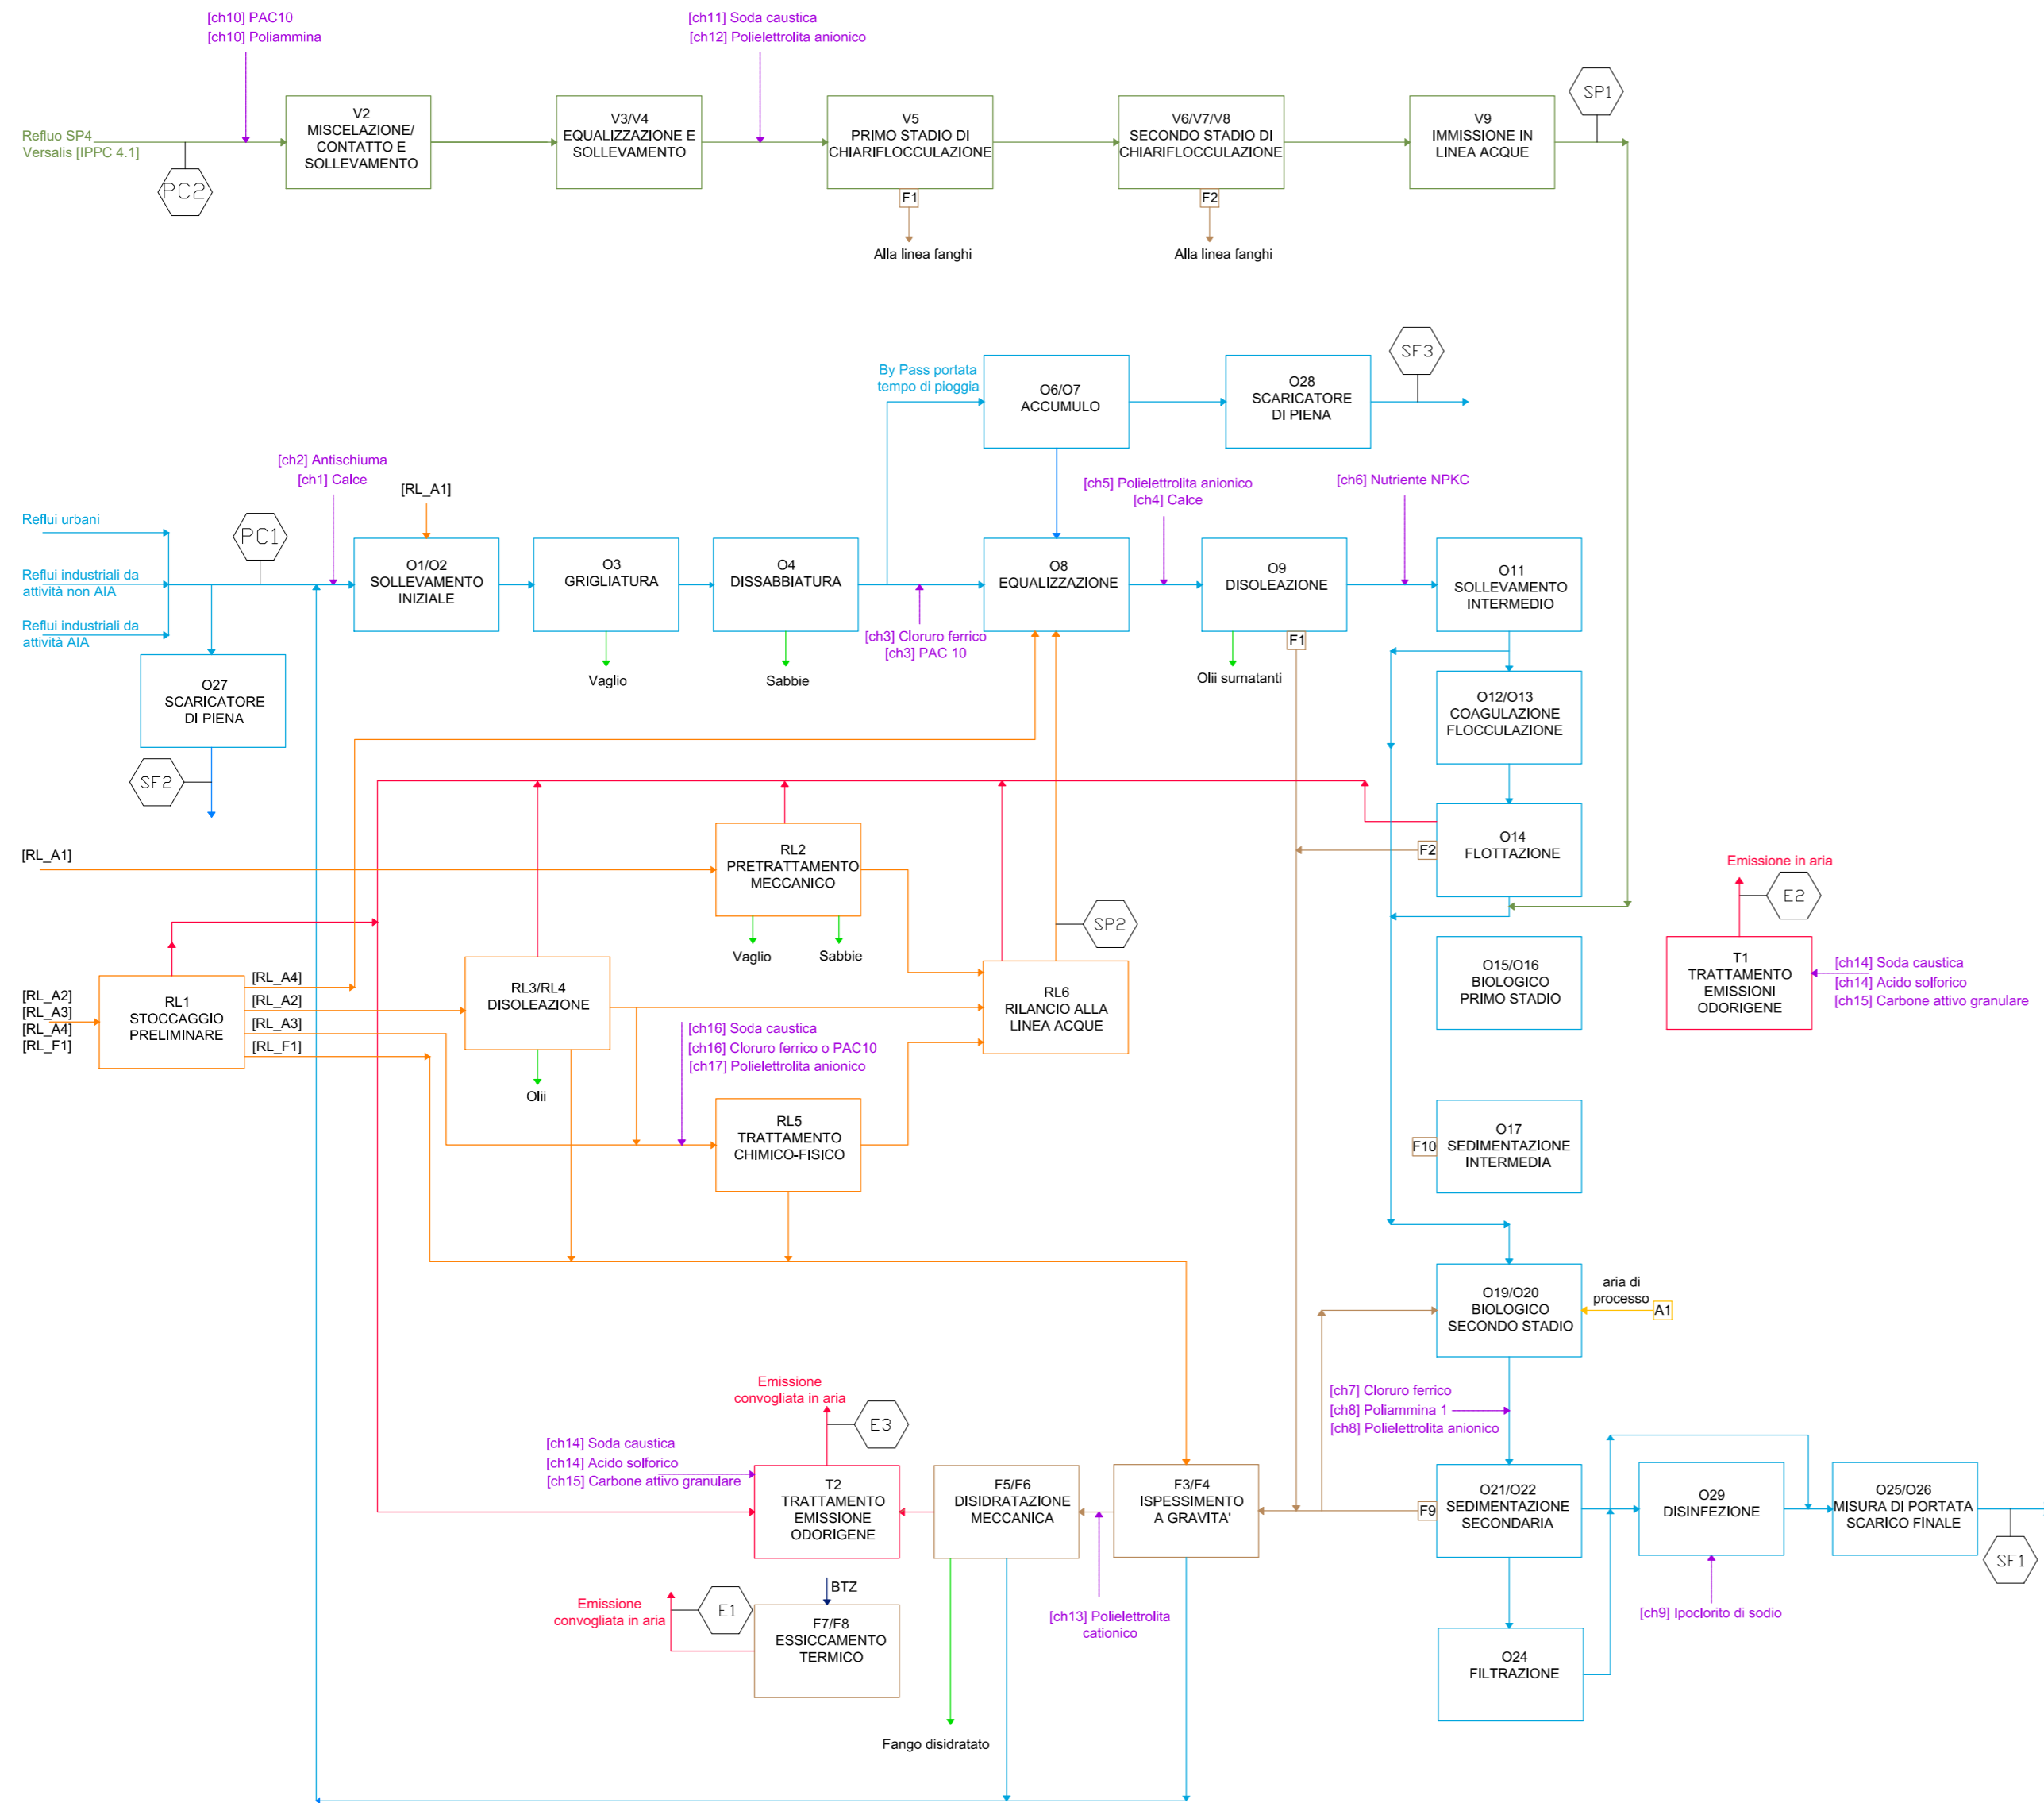 [ch10] PAC10
[ch10] Poliammina
[ch11] Soda caustica
[ch12] Polielettrolita anionico
SP1
Refluo SP4
Versalis [IPPC 4.1]
PC2
V2
MISCELAZIONE/
CONTATTO E
SOLLEVAMENTO
V3/V4
EQUALIZZAZIONE E
SOLLEVAMENTO
V5
PRIMO STADIO DI
CHIARIFLOCCULAZIONE
V6/V7/V8
SECONDO STADIO DI
CHIARIFLOCCULAZIONE
V9
IMMISSIONE IN
LINEA ACQUE
F1
F2
Alla linea fanghi
Alla linea fanghi
By Pass portata
tempo di pioggia
O6/O7
ACCUMULO
O28
SCARICATORE
DI PIENA
SF3
[ch2] Antischiuma
[ch1] Calce
[RL_A1]
[ch5] Polielettrolita anionico
[ch4] Calce
[ch6] Nutriente NPKC
Reflui urbani
Reflui industriali da
attività non AIA
Reflui industriali da
attività AIA
PC1
O1/O2
SOLLEVAMENTO
INIZIALE
O3
GRIGLIATURA
O4
DISSABBIATURA
O8
EQUALIZZAZIONE
O9
DISOLEAZIONE
O11
SOLLEVAMENTO
INTERMEDIO
[ch3] Cloruro ferrico
[ch3] PAC 10
F1
Vaglio
Sabbie
Olii surnatanti
O27
SCARICATORE
DI PIENA
SF2
O12/O13
COAGULAZIONE
FLOCCULAZIONE
[RL_A1]
RL2
PRETRATTAMENTO
MECCANICO
F2
O14
FLOTTAZIONE
Emissione in aria
E2
Vaglio
Sabbie
SP2
[RL_A2]
[RL_A3]
[RL_A4]
[RL_F1]
RL1
STOCCAGGIO
PRELIMINARE
[RL_A4]
[RL_A2]
[RL_A3]
[RL_F1]
RL3/RL4
DISOLEAZIONE
Olii
RL6
RILANCIO ALLA
LINEA ACQUE
O15/O16
BIOLOGICO
PRIMO STADIO
T1
TRATTAMENTO
EMISSIONI
ODORIGENE
[ch14] Soda caustica
[ch14] Acido solforico
[ch15] Carbone attivo granulare
[ch16] Soda caustica
[ch16] Cloruro ferrico o PAC10
[ch17] Polielettrolita anionico
RL5
TRATTAMENTO
CHIMICO-FISICO
F10
O17
SEDIMENTAZIONE
INTERMEDIA
O19/O20
BIOLOGICO
SECONDO STADIO
aria di
processo
A1
Emissione
convogliata in aria
E3
[ch7] Cloruro ferrico
[ch8] Poliammina 1
[ch8] Polielettrolita anionico
[ch14] Soda caustica
[ch14] Acido solforico
[ch15] Carbone attivo granulare
T2
TRATTAMENTO
EMISSIONE
ODORIGENE
F5/F6
DISIDRATAZIONE
MECCANICA
F3/F4
ISPESSIMENTO
A GRAVITA'
F9
O21/O22
SEDIMENTAZIONE
SECONDARIA
O29
DISINFEZIONE
O25/O26
MISURA DI PORTATA
SCARICO FINALE
SF1
BTZ
Emissione
convogliata in aria
E1
F7/F8
ESSICCAMENTO
TERMICO
[ch13] Polielettrolita
cationico
[ch9] Ipoclorito di sodio
O24
FILTRAZIONE
Fango disidratato